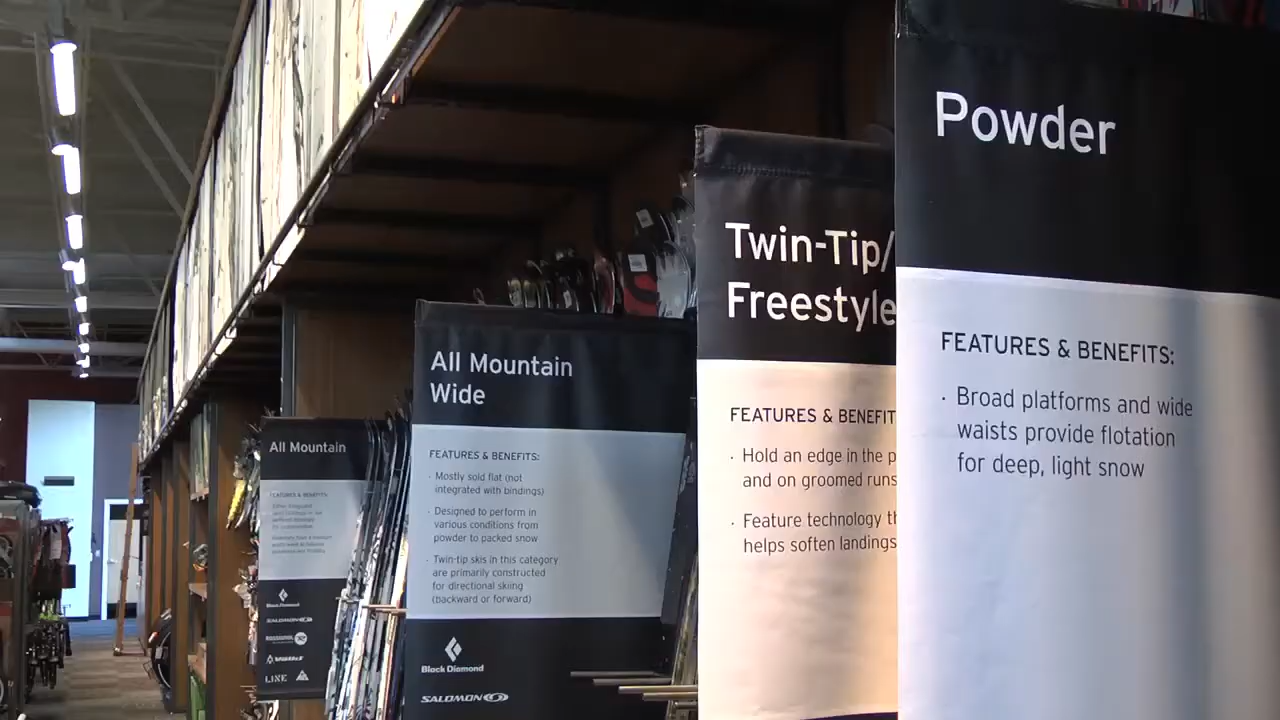 Powder
FEATURES & BENEFITS:
· Broad platforms and wide
waists provide flotation
for deep, light snow
Twin-Tip/
Freestyle
FEATURES & BENEFIT
· Hold an edge in the p
and on groomed runs
· Feature technology th
helps soften landings
All Mountain
Wide
FEATURES & BENEFITS:
· Mostly sold flat (not
integrated with bindings)
· Designed to perform in
various conditions from
powder to packed snow
· Twin-tip skis in this category
are primarily constructed
for directional skiing
(backward or forward)
Black Diamond
SALOMON
All Mountain
FEATURES & BENEFITS:
Black Diamond
SALOMON
ROSSIGNOL
Völkl
LINE